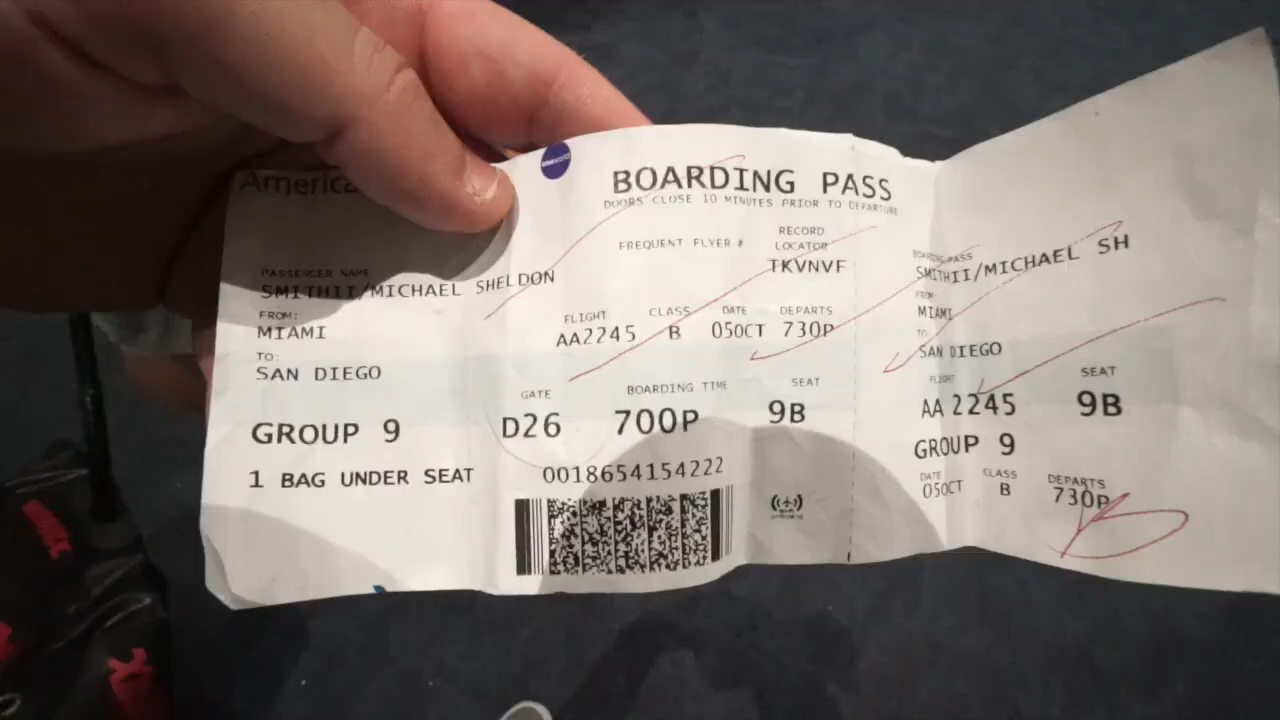 America
oneworld
BOARDING PASS
DOORS CLOSE 10 MINUTES PRIOR TO DEPARTURE
FREQUENT FLYER #
RECORD LOCATOR
TKVNVF
PASSENGER NAME
SMITHII/MICHAEL SHELDON
FROM:
MIAMI
TO:
SAN DIEGO
FLIGHT CLASS DATE DEPARTS
AA2245 B 05OCT 730P
GATE BOARDING TIME SEAT
D26 700P 9B
GROUP 9
1 BAG UNDER SEAT
0018654154222
BOARDING PASS
SMITHII/MICHAEL SH
FROM:
MIAMI
TO
SAN DIEGO
FLIGHT SEAT
AA 2245 9B
GROUP 9
DATE CLASS DEPARTS
05OCT B 730P